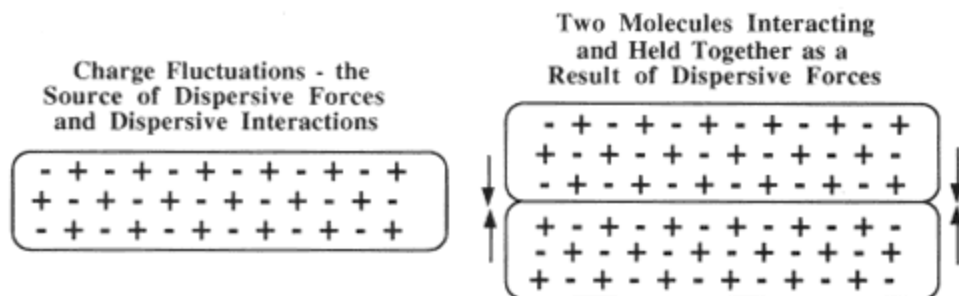 Charge Fluctuations - the
Source of Dispersive Forces
and Dispersive Interactions
- + - + - + - + - + - +
+ - + - + - + - + - + -
- + - + - + - + - + - +
Two Molecules Interacting
and Held Together as a
Result of Dispersive Forces
- + - + - + - + - + - +
+ - + - + - + - + - + -
- + - + - + - + - + - +
+ - + - + - + - + - + -
- + - + - + - + - + - +
+ - + - + - + - + - + -